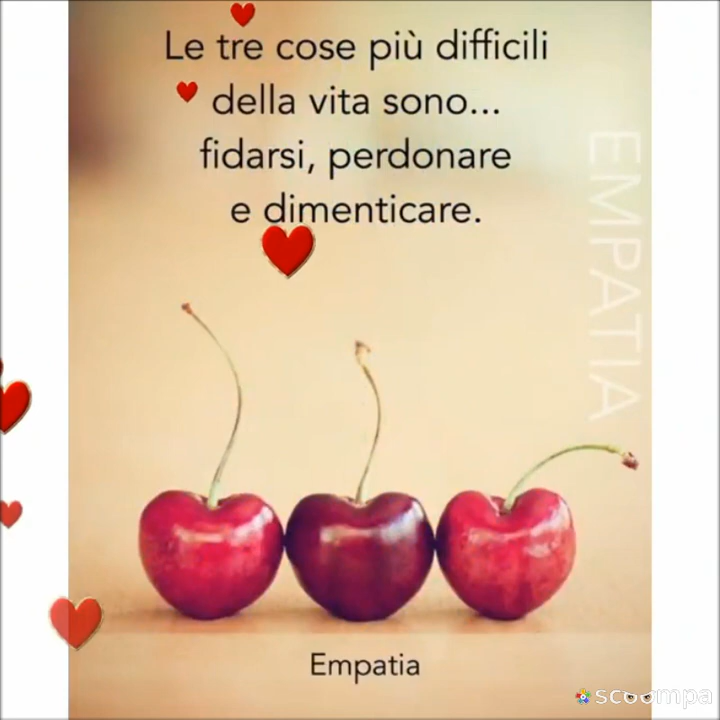 Le tre cose più difficili
della vita sono...
fidarsi, perdonare
e dimenticare.
EMPATIA
Empatia
scoompa